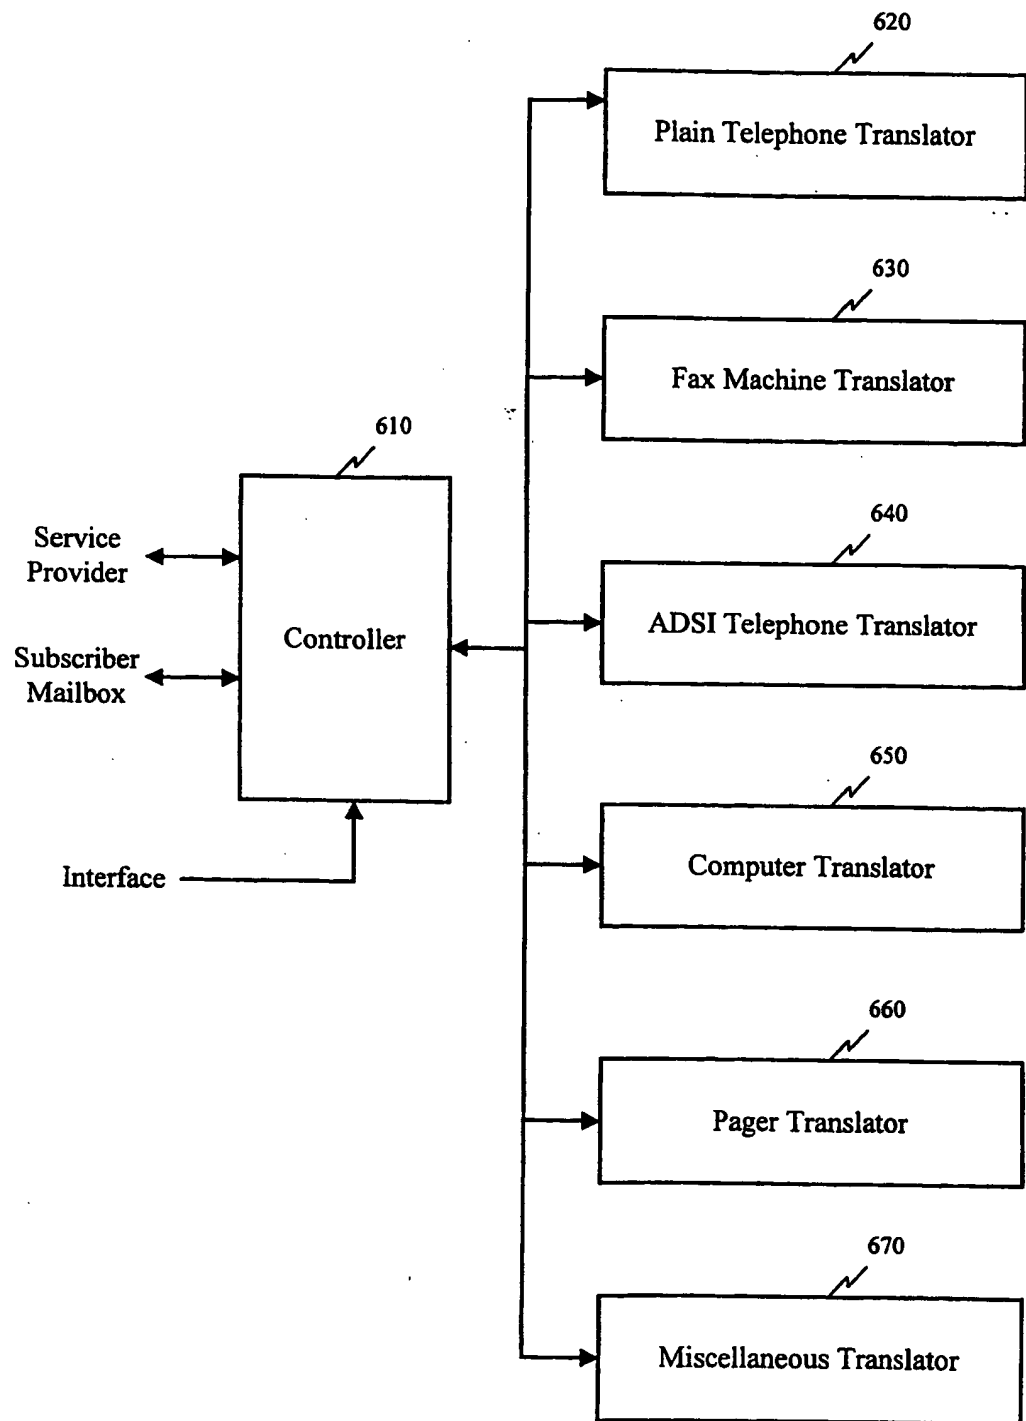 620
Plain Telephone Translator
630
Fax Machine Translator
610
Service
Provider
Subscriber
Mailbox
Controller
Interface
640
ADSI Telephone Translator
650
Computer Translator
660
Pager Translator
670
Miscellaneous Translator